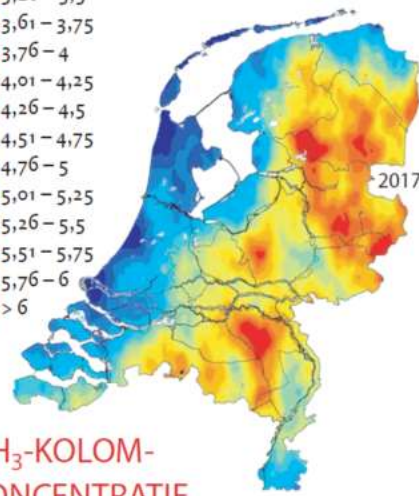 3,61 – 3,75
3,76 – 4
4,01 – 4,25
4,26 – 4,5
4,51 – 4,75
4,76 – 5
5,01 – 5,25
5,26 – 5,5
5,51 – 5,75
5,76 – 6
> 6
2017
H₃-KOLOM-